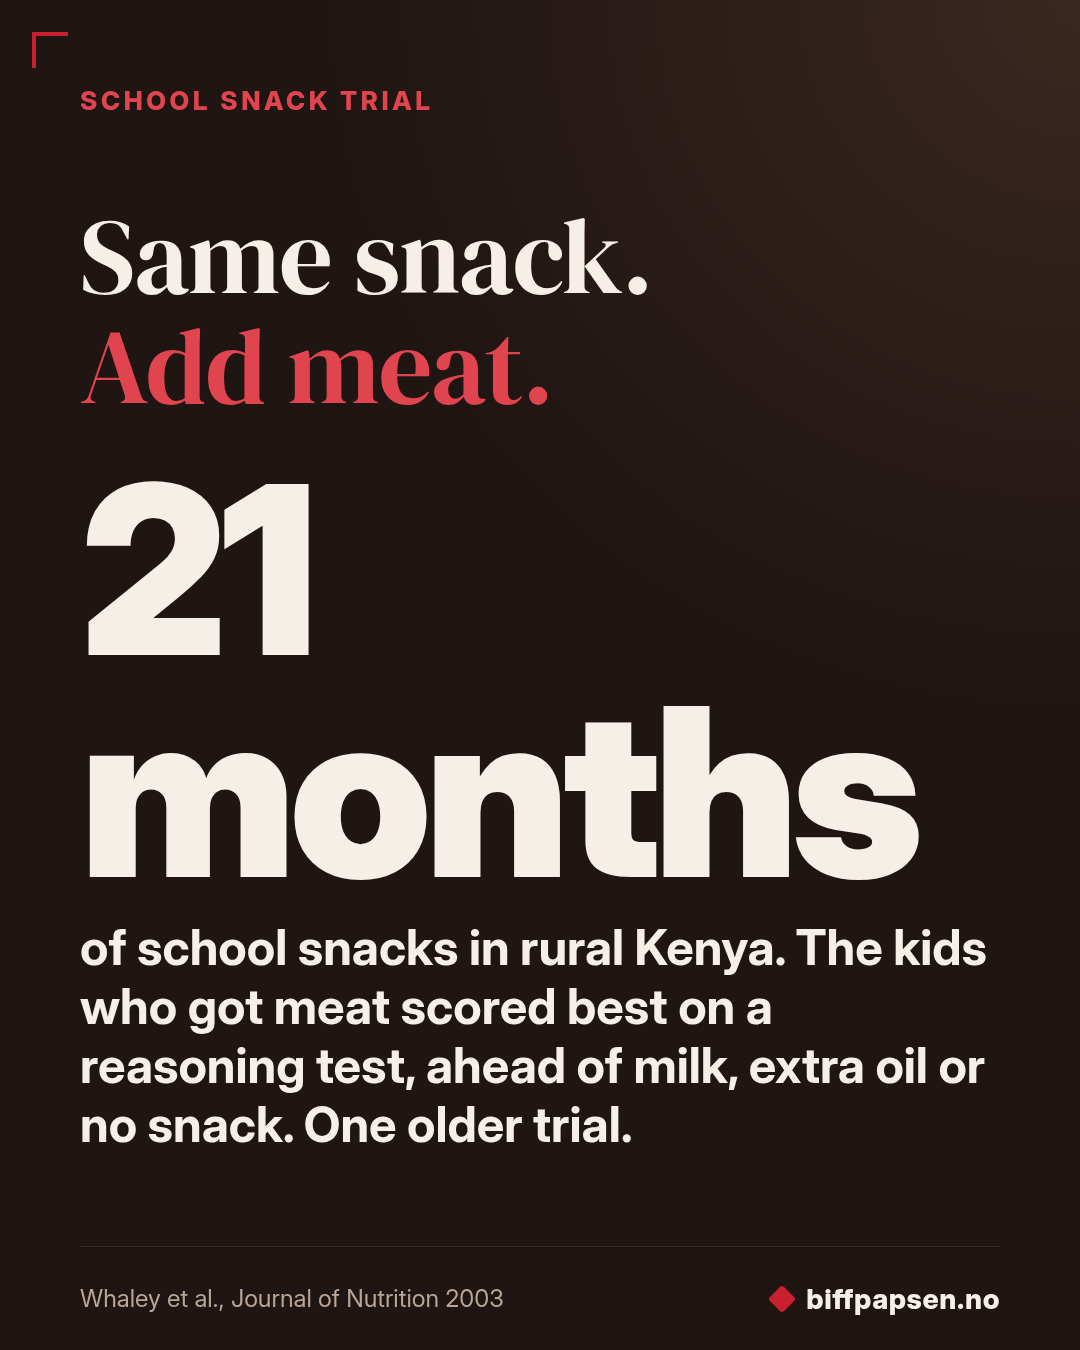 SCHOOL SNACK TRIAL
Same snack.
Add meat.
21
months
of school snacks in rural Kenya. The kids
who got meat scored best on a
reasoning test, ahead of milk, extra oil or
no snack. One older trial.
Whaley et al., Journal of Nutrition 2003
biffpapsen.no